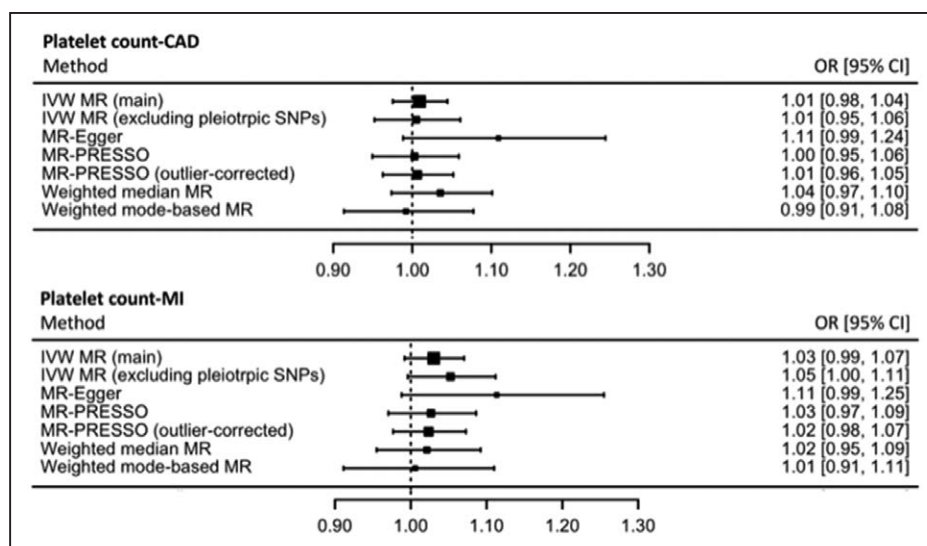 Platelet count-CAD
Method OR [95% CI]
IVW MR (main) 1.01 [0.98, 1.04]
IVW MR (excluding pleiotrpic SNPs) 1.01 [0.95, 1.06]
MR-Egger 1.11 [0.99, 1.24]
MR-PRESSO 1.00 [0.95, 1.06]
MR-PRESSO (outlier-corrected) 1.01 [0.96, 1.05]
Weighted median MR 1.04 [0.97, 1.10]
Weighted mode-based MR 0.99 [0.91, 1.08]
0.90 1.00 1.10 1.20 1.30
Platelet count-MI
Method OR [95% CI]
IVW MR (main) 1.03 [0.99, 1.07]
IVW MR (excluding pleiotrpic SNPs) 1.05 [1.00, 1.11]
MR-Egger 1.11 [0.99, 1.25]
MR-PRESSO 1.03 [0.97, 1.09]
MR-PRESSO (outlier-corrected) 1.02 [0.98, 1.07]
Weighted median MR 1.02 [0.95, 1.09]
Weighted mode-based MR 1.01 [0.91, 1.11]
0.90 1.00 1.10 1.20 1.30